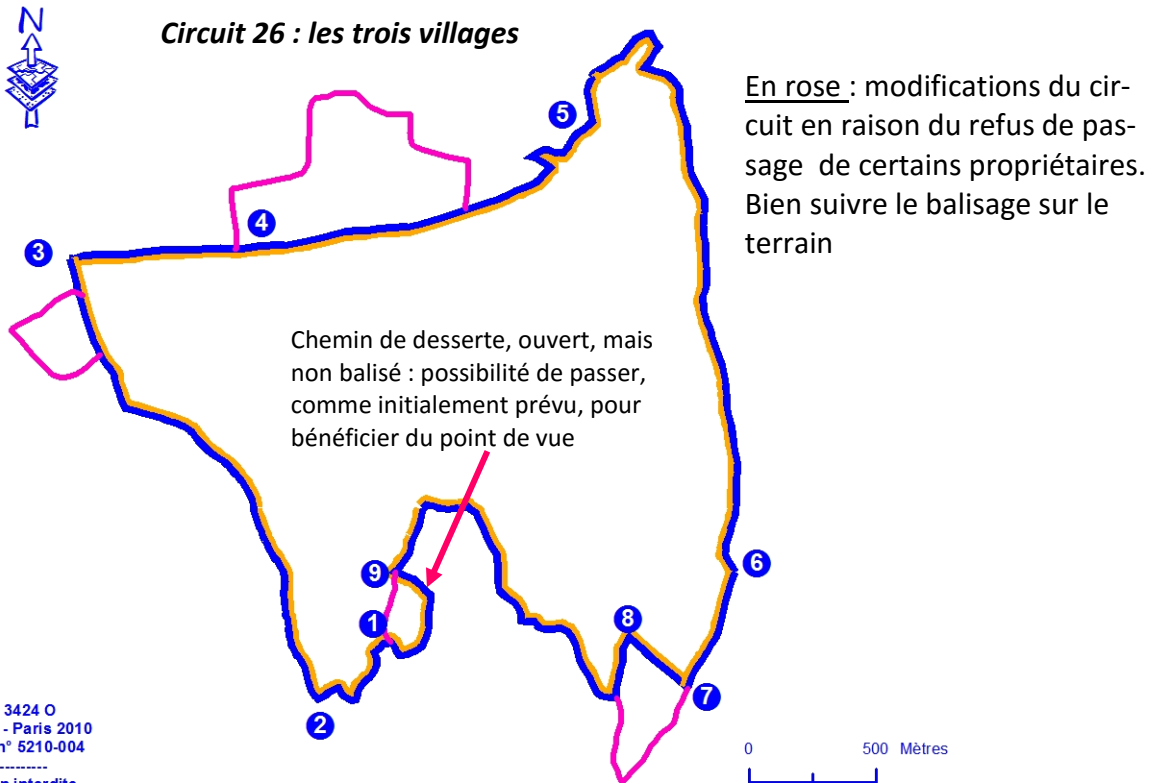 N
Circuit 26 : les trois villages
En rose : modifications du cir-
cuit en raison du refus de pas-
sage de certains propriétaires.
Bien suivre le balisage sur le
terrain
5
4
3
Chemin de desserte, ouvert, mais
non balisé : possibilité de passer,
comme initialement prévu, pour
bénéficier du point de vue
9
6
1
8
7
2
3424 O
- Paris 2010
n° 5210-004
----------
interdite
0 500 Mètres